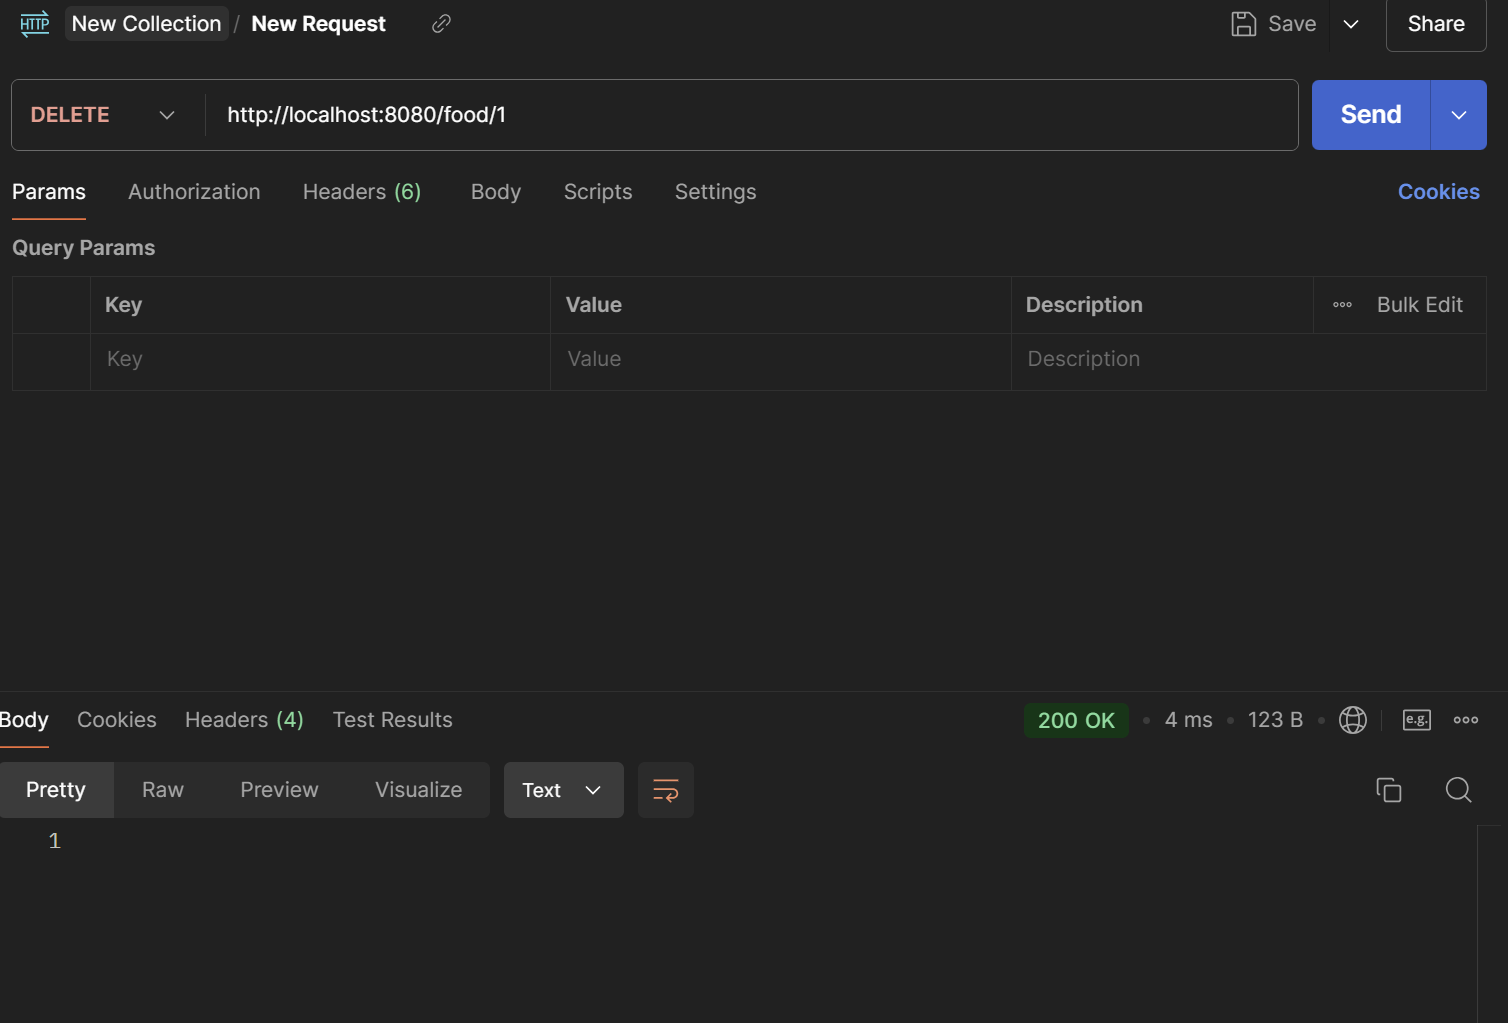 HTTP New Collection / New Request Save Share
DELETE http://localhost:8080/food/1 Send
Params Authorization Headers (6) Body Scripts Settings Cookies
Query Params
Key Value Description Bulk Edit
Key Value Description
Body Cookies Headers (4) Test Results 200 OK 4 ms 123 B e.g.
Pretty Raw Preview Visualize Text
1